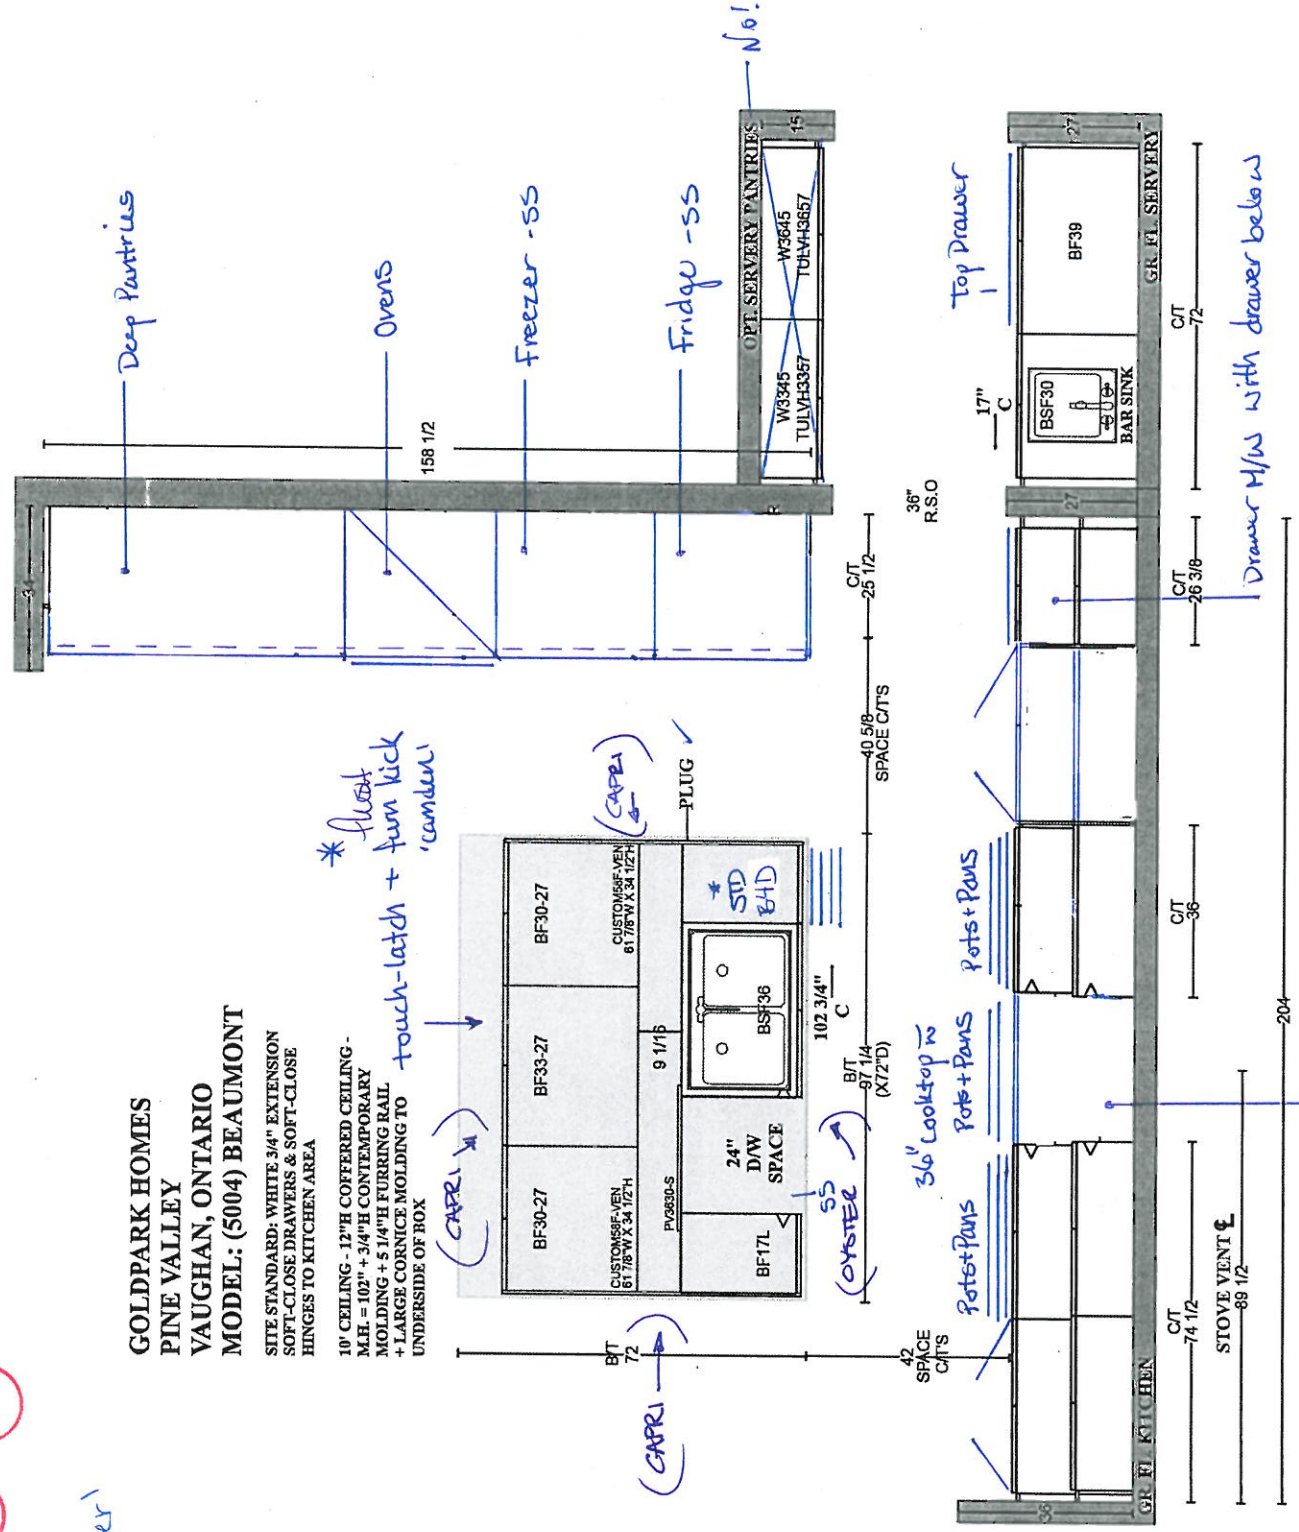 GOLDPARK HOMES
PINE VALLEY
VAUGHAN, ONTARIO
MODEL: (5004) BEAUMONT
SITE STANDARD: WHITE 3/4" EXTENSION
SOFT-CLOSE DRAWERS & SOFT-CLOSE
HINGES TO KITCHEN AREA
10' CEILING - 12"H COFFERED CEILING -
M.H. = 102" + 3/4"H CONTEMPORARY
MOLDING + 5 1/4"H FURRING RAIL
+ LARGE CORNICE MOLDING TO
UNDERSIDE OF BOX
*
touch-latch + furn kick
'camden'
34
Deep Pantries
Ovens
Freezer -SS
Fridge -SS
158 1/2
No!
OPT. SERVERY PANTRIES
W3345
TULVH3357
W3645
TULVH3657
15
C/T
25 1/2
36"
R.S.O
40 5/8
SPACE C/T'S
(CAPRI)
(CAPRI)
(CAPRI)
BF30-27
BF33-27
BF30-27
CUSTOM58F-VEN
61 7/8"W X 34 1/2"H
CUSTOM58F-VEN
61 7/8"W X 34 1/2"H
PV3630-S
9 1/16
PLUG ✓
BF17L
24"
D/W
SPACE
BSF36
*
STD
B4D
SS
(OYSTER)
102 3/4"
C
B/T
97 1/4
(X72"D)
B/T
72
42
SPACE
C/T'S
36" Cooktop
Pots+Pans
Pots+Pans
Pots+Pans
top Drawer
17"
C
BSF30
BAR SINK
BF39
27
27
36
GR. FL. KITCHEN
GR. FL. SERVERY
C/T
74 1/2
C/T
36
C/T
26 3/8
C/T
72
STOVE VENT
89 1/2
204
Drawer M/W with drawer below